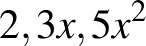 2, 3x, 5x²